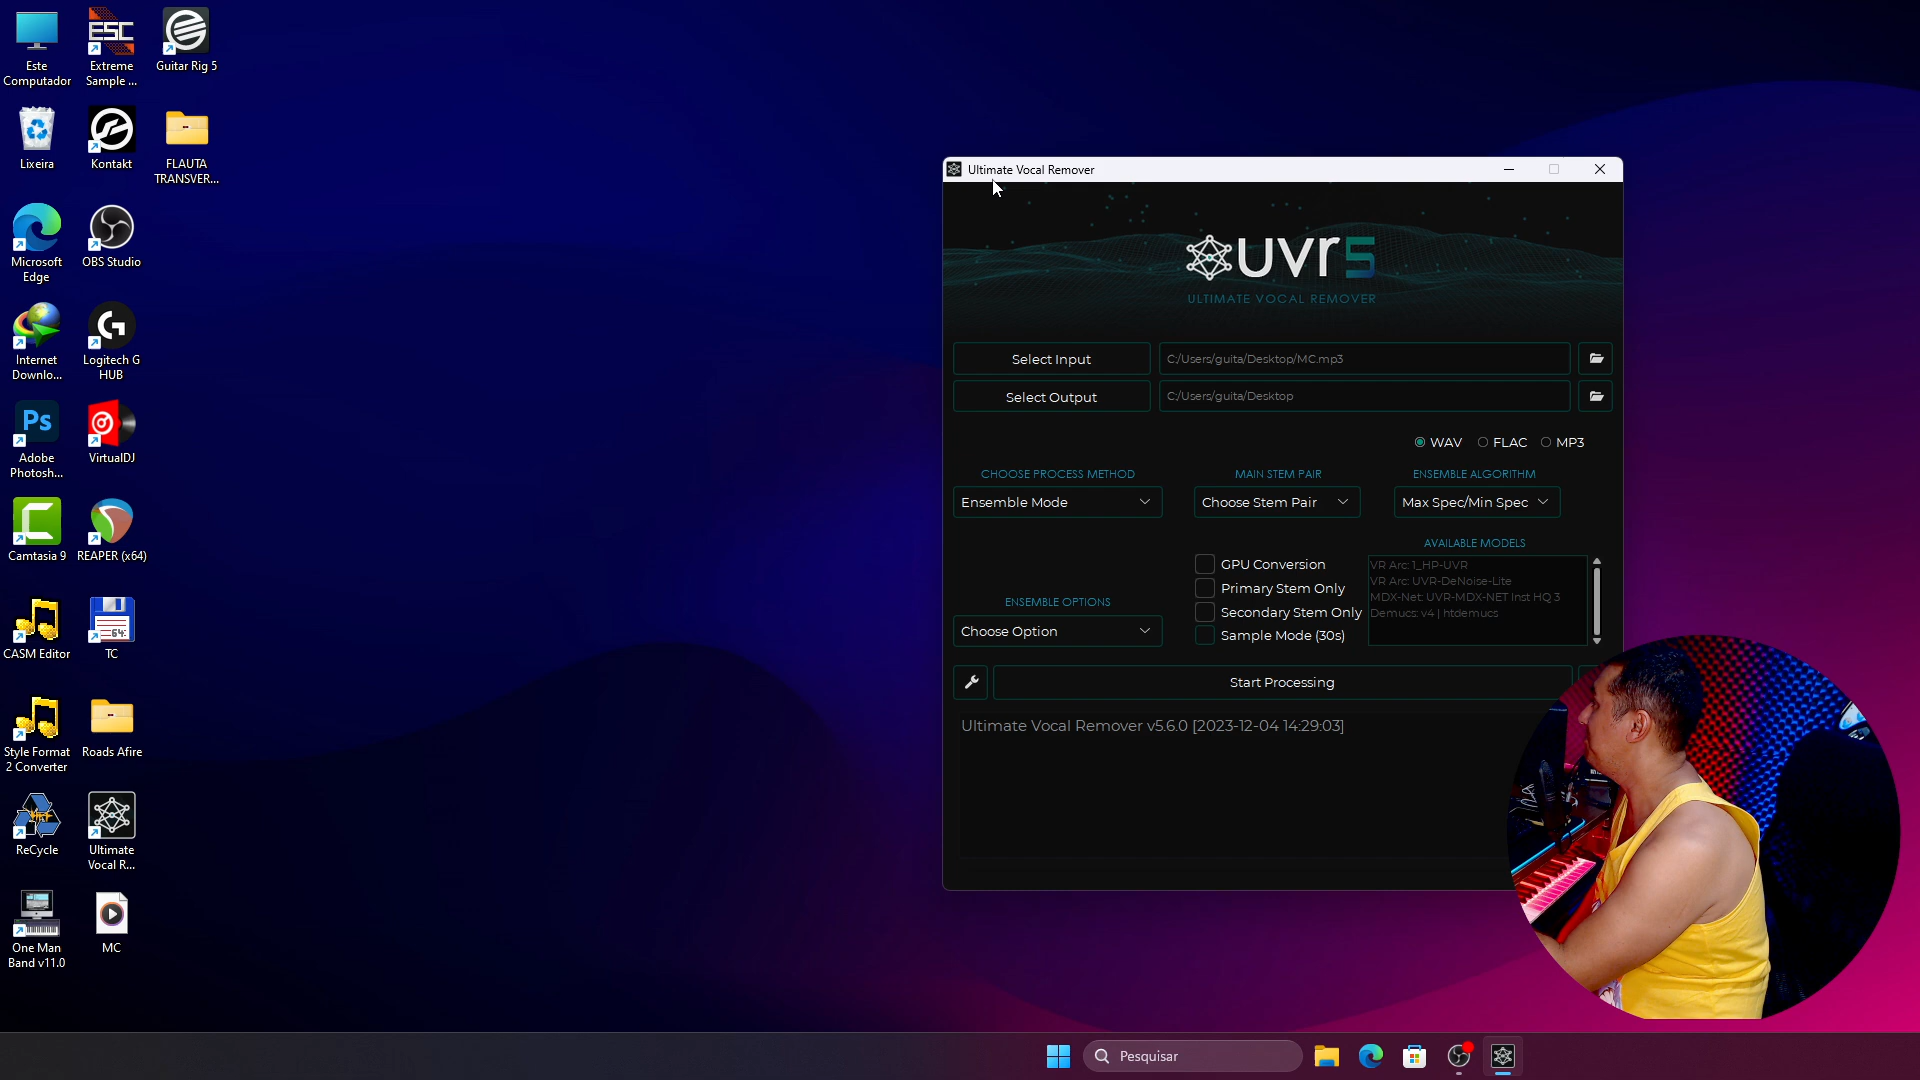 Este
Computador
Extreme
Sample ...
Guitar Rig 5
Lixeira
Kontakt
FLAUTA
TRANSVER...
Microsoft
Edge
OBS Studio
Internet
Downlo...
Logitech G
HUB
Adobe
Photosh...
VirtualDJ
Camtasia 9
REAPER (x64)
CASM Editor
TC
Style Format
2 Converter
Roads Afire
ReCycle
Ultimate
Vocal R...
One Man
Band v11.0
MC
ESC
Ps
64
Ultimate Vocal Remover
uvr5
ULTIMATE VOCAL REMOVER
Select Input
C:/Users/guita/Desktop/MC.mp3
Select Output
C:/Users/guita/Desktop
WAV FLAC MP3
CHOOSE PROCESS METHOD
MAIN STEM PAIR
ENSEMBLE ALGORITHM
Ensemble Mode
Choose Stem Pair
Max Spec/Min Spec
AVAILABLE MODELS
GPU Conversion
Primary Stem Only
Secondary Stem Only
Sample Mode (30s)
VR Arc: 1_HP-UVR
VR Arc: UVR-DeNoise-Lite
MDX-Net: UVR-MDX-NET Inst HQ 3
Demucs: v4 | htdemucs
ENSEMBLE OPTIONS
Choose Option
Start Processing
Ultimate Vocal Remover v5.6.0 [2023-12-04 14:29:03]
Pesquisar